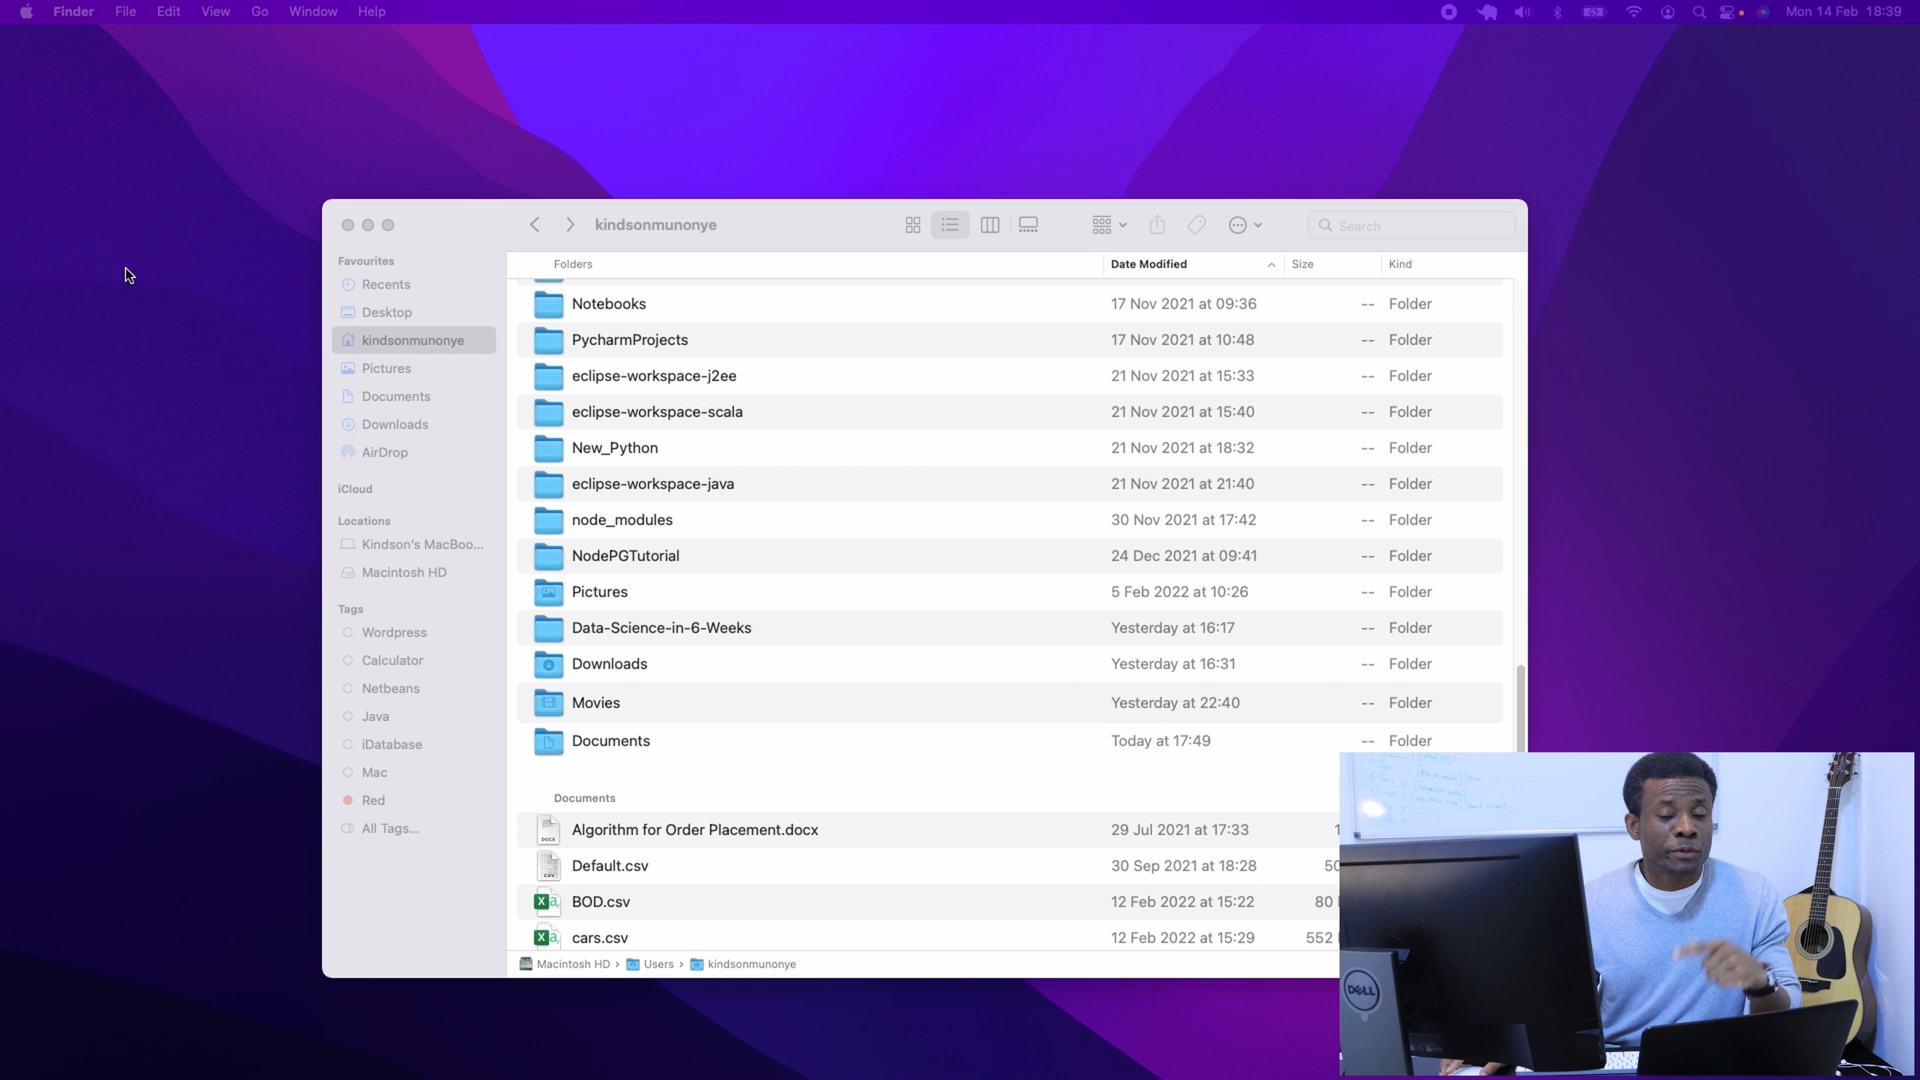 Finder File Edit View Go Window Help Mon 14 Feb 18:39
kindsonmunonye Search
Favourites
Recents
Desktop
kindsonmunonye
Pictures
Documents
Downloads
AirDrop
iCloud
Locations
Kindson's MacBoo...
Macintosh HD
Tags
Wordpress
Calculator
Netbeans
Java
iDatabase
Mac
Red
All Tags...
Folders Date Modified Size Kind
Notebooks 17 Nov 2021 at 09:36 -- Folder
PycharmProjects 17 Nov 2021 at 10:48 -- Folder
eclipse-workspace-j2ee 21 Nov 2021 at 15:33 -- Folder
eclipse-workspace-scala 21 Nov 2021 at 15:40 -- Folder
New_Python 21 Nov 2021 at 18:32 -- Folder
eclipse-workspace-java 21 Nov 2021 at 21:40 -- Folder
node_modules 30 Nov 2021 at 17:42 -- Folder
NodePGTutorial 24 Dec 2021 at 09:41 -- Folder
Pictures 5 Feb 2022 at 10:26 -- Folder
Data-Science-in-6-Weeks Yesterday at 16:17 -- Folder
Downloads Yesterday at 16:31 -- Folder
Movies Yesterday at 22:40 -- Folder
Documents Today at 17:49 -- Folder
Documents
Algorithm for Order Placement.docx 29 Jul 2021 at 17:33 1
Default.csv 30 Sep 2021 at 18:28 50
BOD.csv 12 Feb 2022 at 15:22 80
cars.csv 12 Feb 2022 at 15:29 552
Macintosh HD › Users › kindsonmunonye
DELL